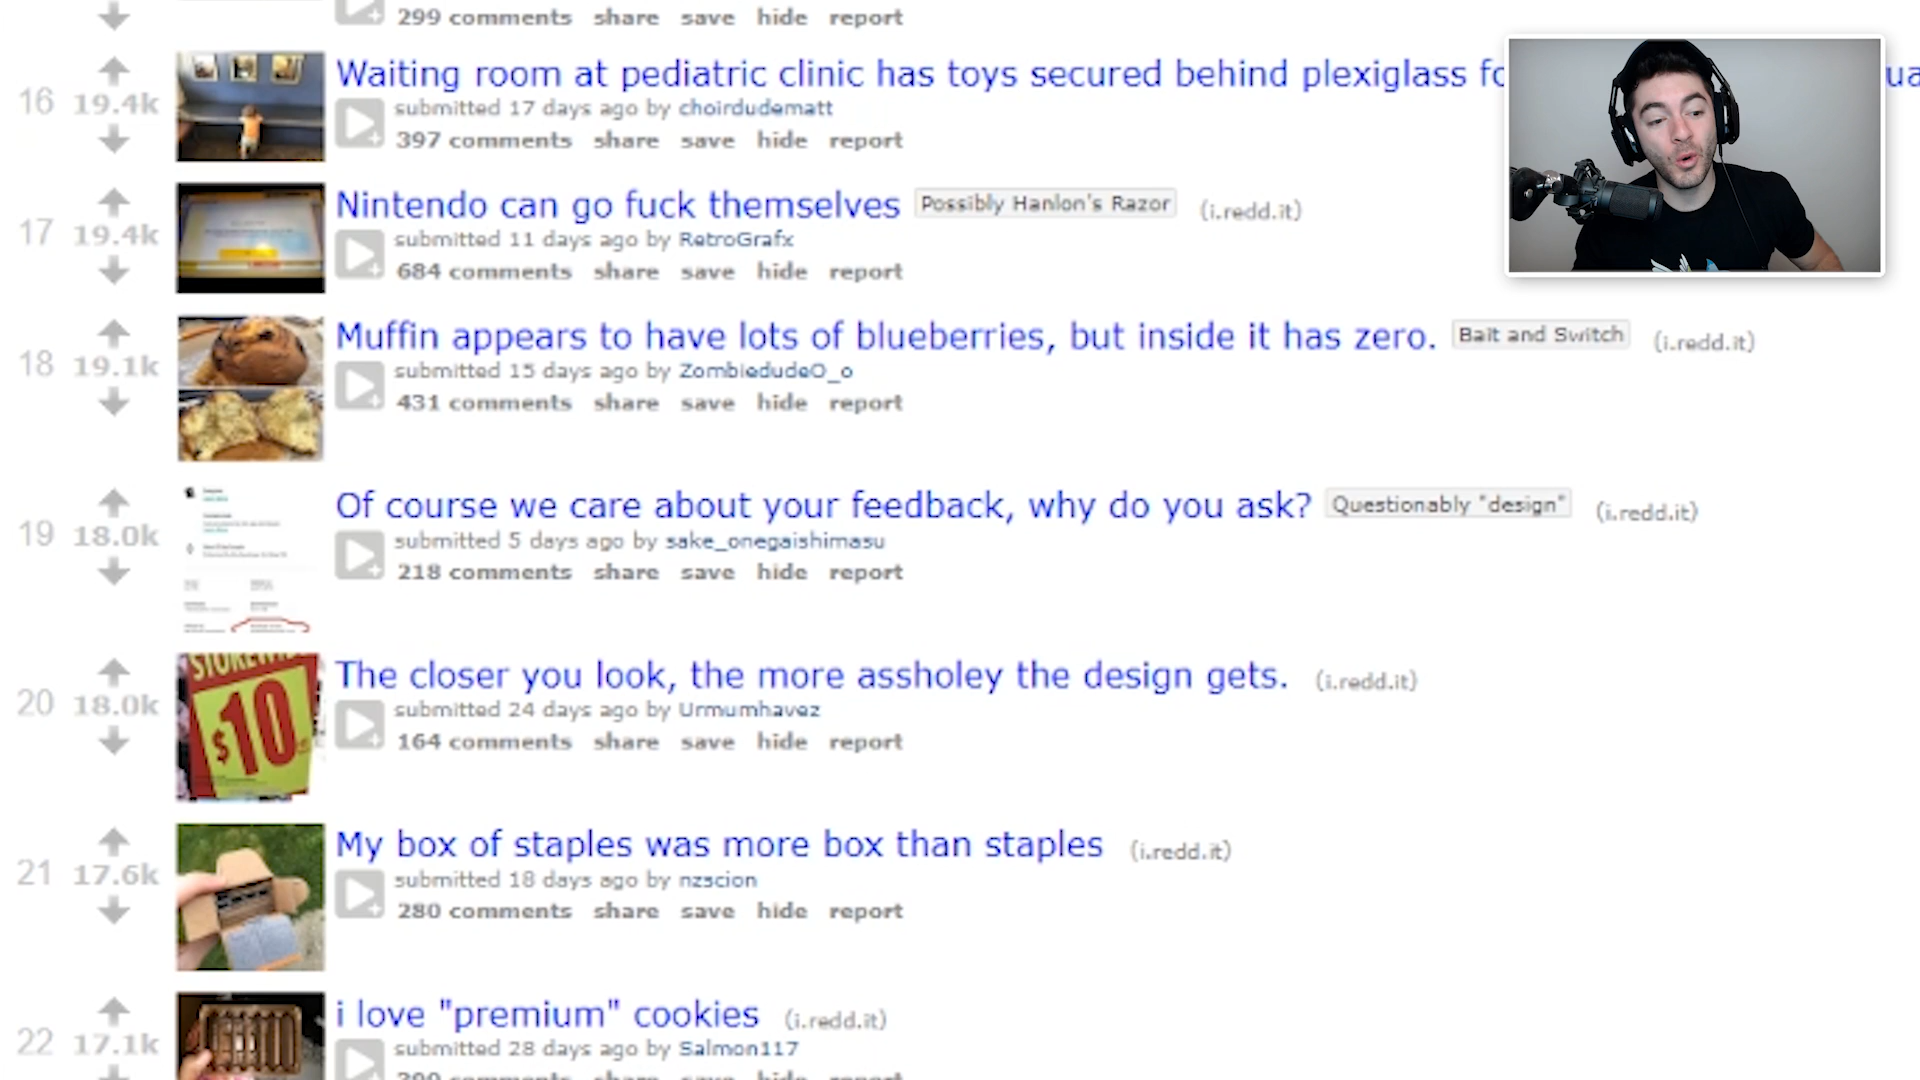 299 comments share save hide report
16 19.4k
Waiting room at pediatric clinic has toys secured behind plexiglass
submitted 17 days ago by choirdudematt
397 comments share save hide report
17 19.4k
Nintendo can go fuck themselves Possibly Hanlon's Razor (i.redd.it)
submitted 11 days ago by RetroGrafx
684 comments share save hide report
18 19.1k
Muffin appears to have lots of blueberries, but inside it has zero. Bait and Switch (i.redd.it)
submitted 15 days ago by ZombiedudeO_o
431 comments share save hide report
19 18.0k
Of course we care about your feedback, why do you ask? Questionably "design" (i.redd.it)
submitted 5 days ago by sake_onegaishimasu
218 comments share save hide report
20 18.0k
$10
The closer you look, the more assholey the design gets. (i.redd.it)
submitted 24 days ago by Urmumhavez
164 comments share save hide report
21 17.6k
My box of staples was more box than staples (i.redd.it)
submitted 18 days ago by nzscion
280 comments share save hide report
22 17.1k
i love "premium" cookies (i.redd.it)
submitted 28 days ago by Salmon117
comments share save hide report